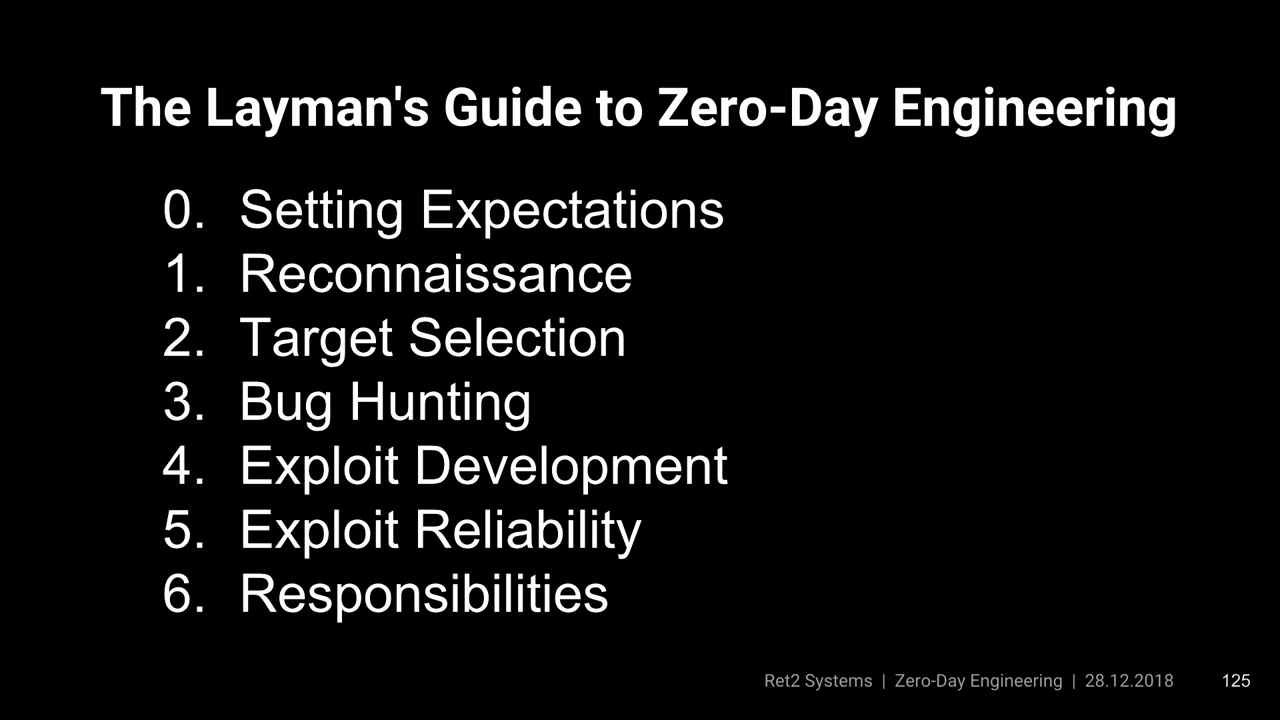 The Layman's Guide to Zero-Day Engineering
0. Setting Expectations
1. Reconnaissance
2. Target Selection
3. Bug Hunting
4. Exploit Development
5. Exploit Reliability
6. Responsibilities
Ret2 Systems | Zero-Day Engineering | 28.12.2018 125